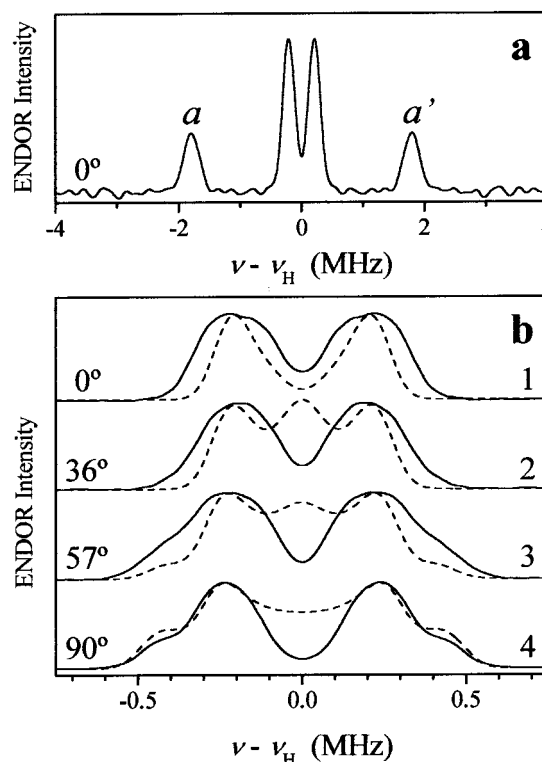 a
ENDOR Intensity
a
a'
0°
-4
-2
0
2
4
ν - ν_H (MHz)
b
0°
1
36°
2
57°
3
90°
4
ENDOR Intensity
-0.5
0.0
0.5
ν - ν_H (MHz)